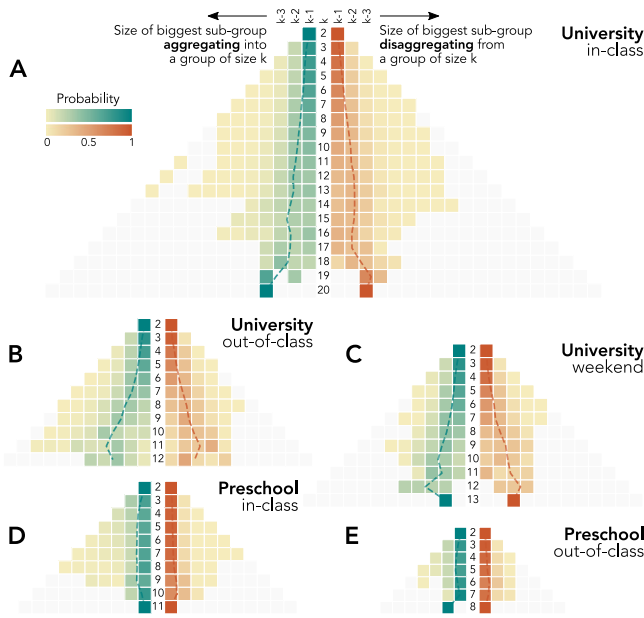 k-3
k-2
k-1
k
k-1
k-2
k-3
Size of biggest sub-group
aggregating into
a group of size k
Size of biggest sub-group
disaggregating from
a group of size k
University
in-class
A
Probability
0 0.5 1
2
3
4
5
6
7
8
9
10
11
12
13
14
15
16
17
18
19
20
B
University
out-of-class
2
3
4
5
6
7
8
9
10
11
12
C
University
weekend
2
3
4
5
6
7
8
9
10
11
12
13
D
Preschool
in-class
2
3
4
5
6
7
8
9
10
11
E
Preschool
out-of-class
2
3
4
5
6
7
8